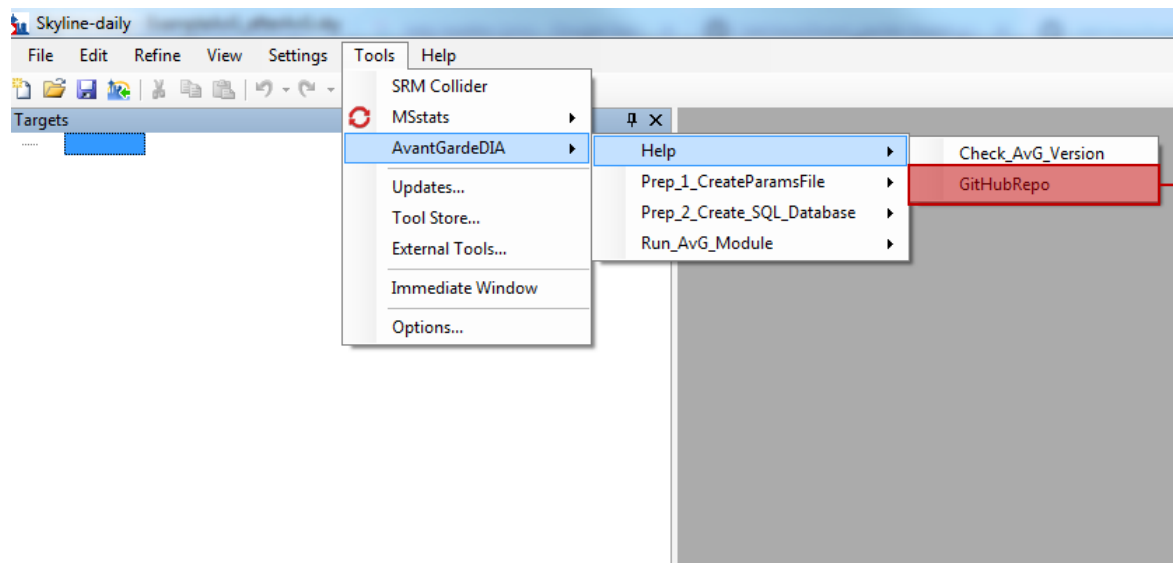 Skyline-daily
File Edit Refine View Settings Tools Help
SRM Collider
Targets
MSstats
AvantGardeDIA
Help
Check_AvG_Version
Updates...
Prep_1_CreateParamsFile
GitHubRepo
Tool Store...
Prep_2_Create_SQL_Database
External Tools...
Run_AvG_Module
Immediate Window
Options...